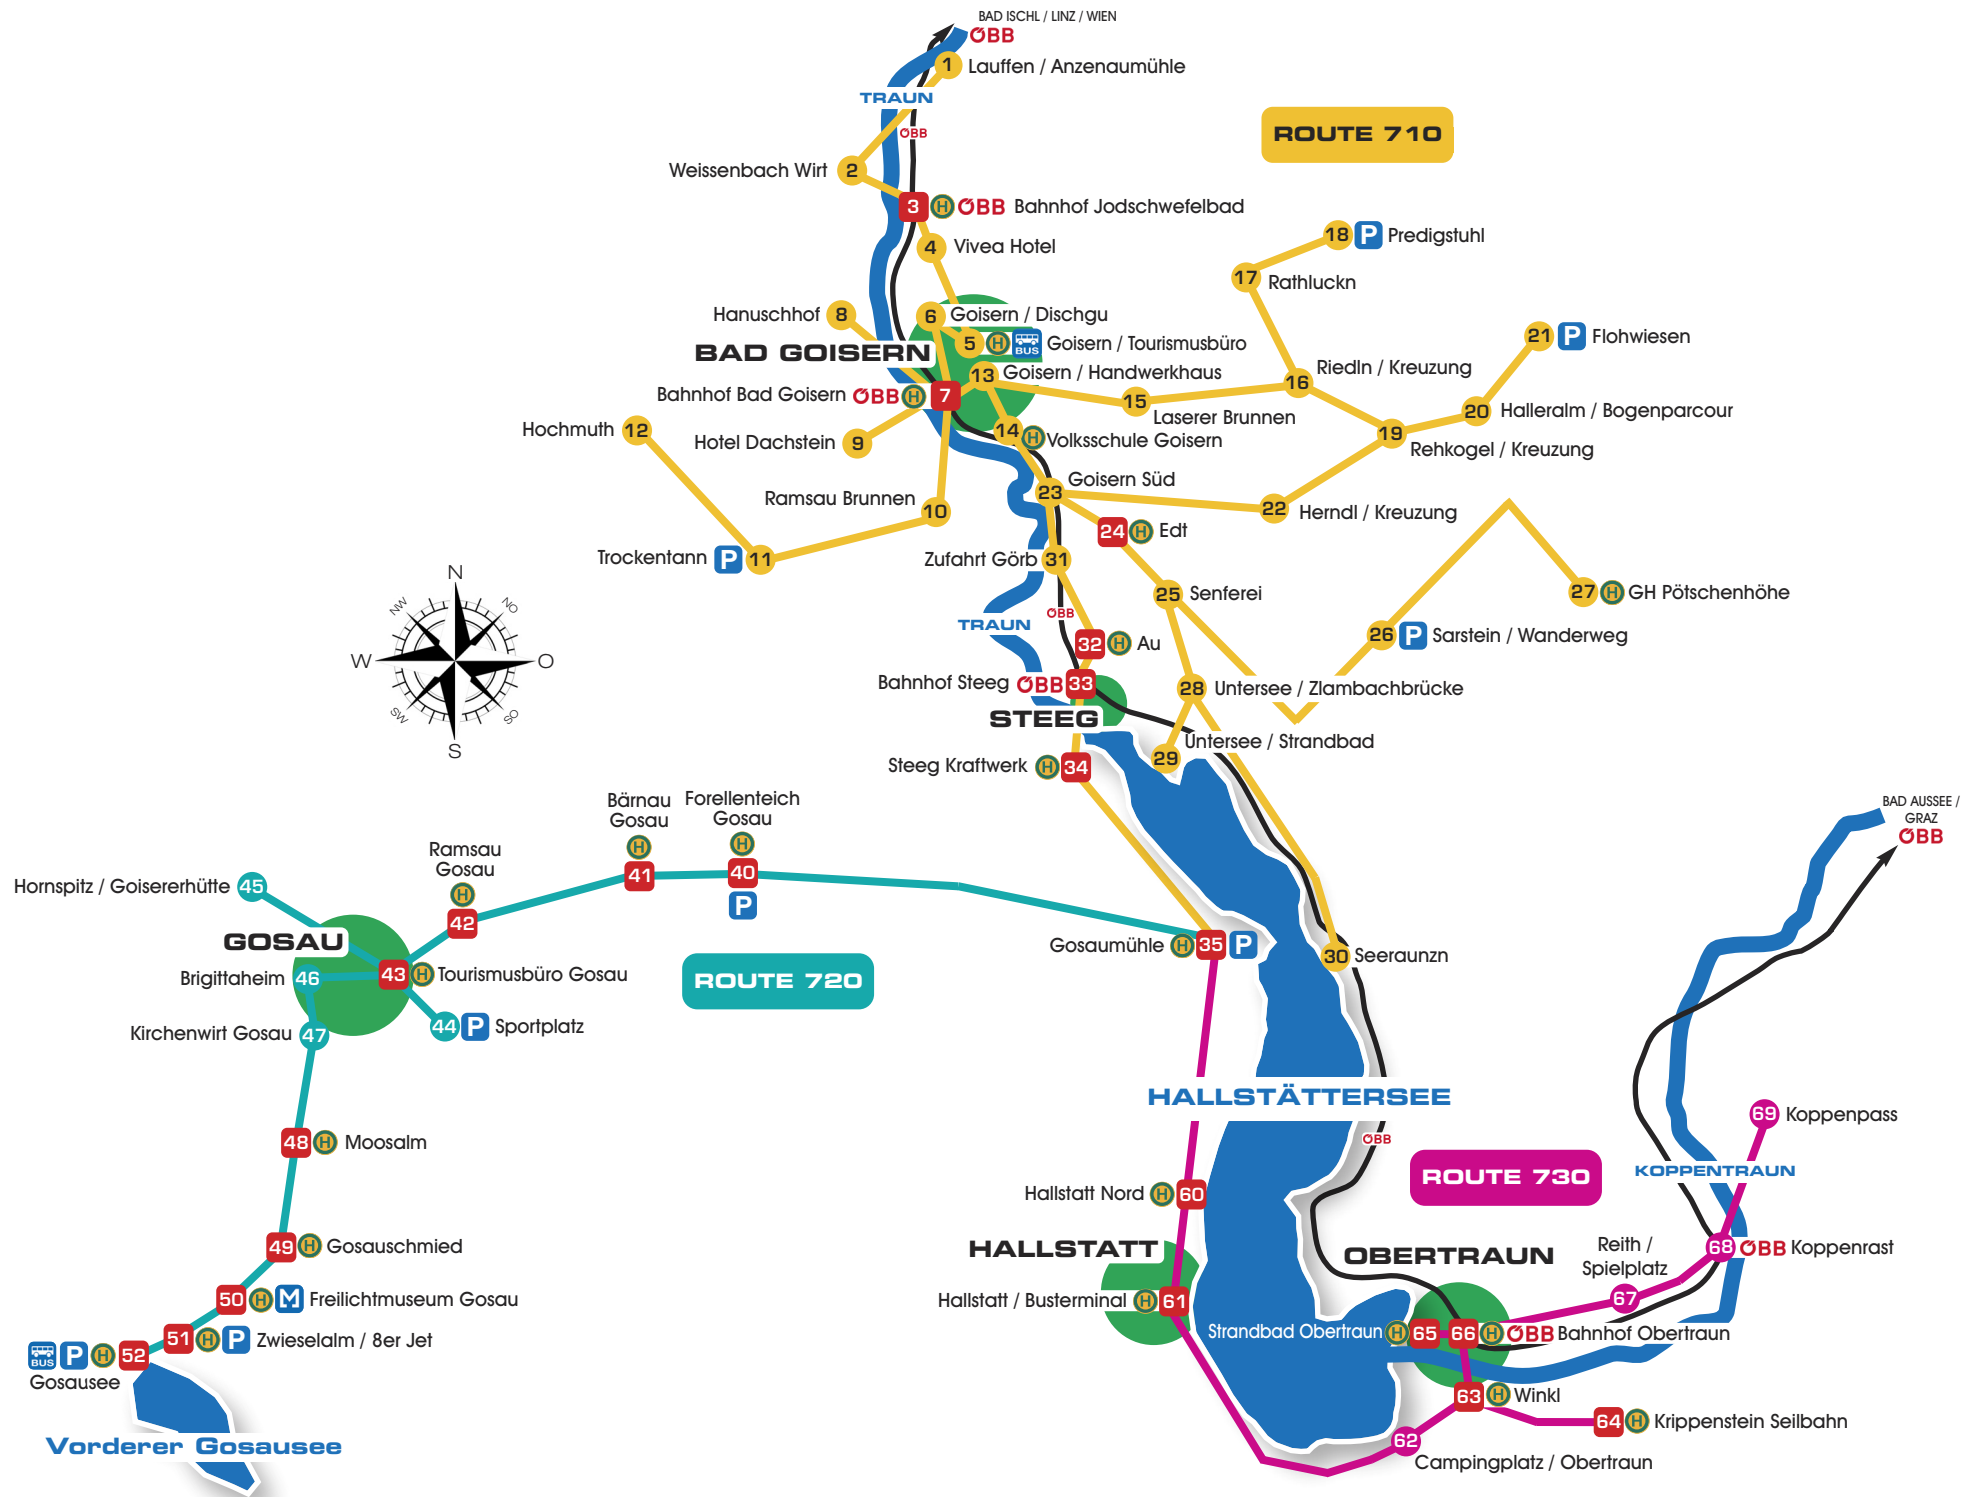 BAD ISCHL / LINZ / WIEN
ÖBB
1 Lauffen / Anzenaumühle
TRAUN
ÖBB
ROUTE 710
Weissenbach Wirt 2
3 H ÖBB Bahnhof Jodschwefelbad
4 Vivea Hotel
18 P Predigstuhl
17 Rathluckn
Hanuschhof 8
6 Goisern / Dischgu
5 H BUS Goisern / Tourismusbüro
21 P Flohwiesen
BAD GOISERN
13 Goisern / Handwerkhaus
16 Riedln / Kreuzung
Bahnhof Bad Goisern ÖBB H 7
15 Laserer Brunnen
20 Halleralm / Bogenparcour
Hochmuth 12
Hotel Dachstein 9
14 H Volksschule Goisern
19 Rehkogel / Kreuzung
23 Goisern Süd
Ramsau Brunnen 10
22 Herndl / Kreuzung
24 H Edt
Trockentann P 11
Zufahrt Görb 31
25 Senferei
27 H GH Pötschenhöhe
N
NW
NO
W
O
SW
SO
S
ÖBB
TRAUN
26 P Sarstein / Wanderweg
32 H Au
Bahnhof Steeg ÖBB 33
28 Untersee / Zlambachbrücke
STEEG
29 Untersee / Strandbad
Steeg Kraftwerk H 34
Bärnau
Gosau
H
41
Forellenteich
Gosau
H
40
P
BAD AUSSEE /
GRAZ
ÖBB
Ramsau
Gosau
H
42
Hornspitz / Goisererhütte 45
GOSAU
Gosaumühle H 35 P
30 Seeraunzn
Brigittaheim 46
43 H Tourismusbüro Gosau
ROUTE 720
Kirchenwirt Gosau 47
44 P Sportplatz
HALLSTÄTTERSEE
69 Koppenpass
48 H Moosalm
ÖBB
ROUTE 730
KOPPENTRAUN
Hallstatt Nord H 60
49 H Gosauschmied
HALLSTATT
OBERTRAUN
Reith /
Spielplatz
67
68 ÖBB Koppenrast
50 H M Freilichtmuseum Gosau
Hallstatt / Busterminal H 61
51 H P Zwieselalm / 8er Jet
Strandbad Obertraun H 65 66 H ÖBB Bahnhof Obertraun
BUS P H 52
Gosausee
63 H Winkl
64 H Krippenstein Seilbahn
62
Campingplatz / Obertraun
Vorderer Gosausee